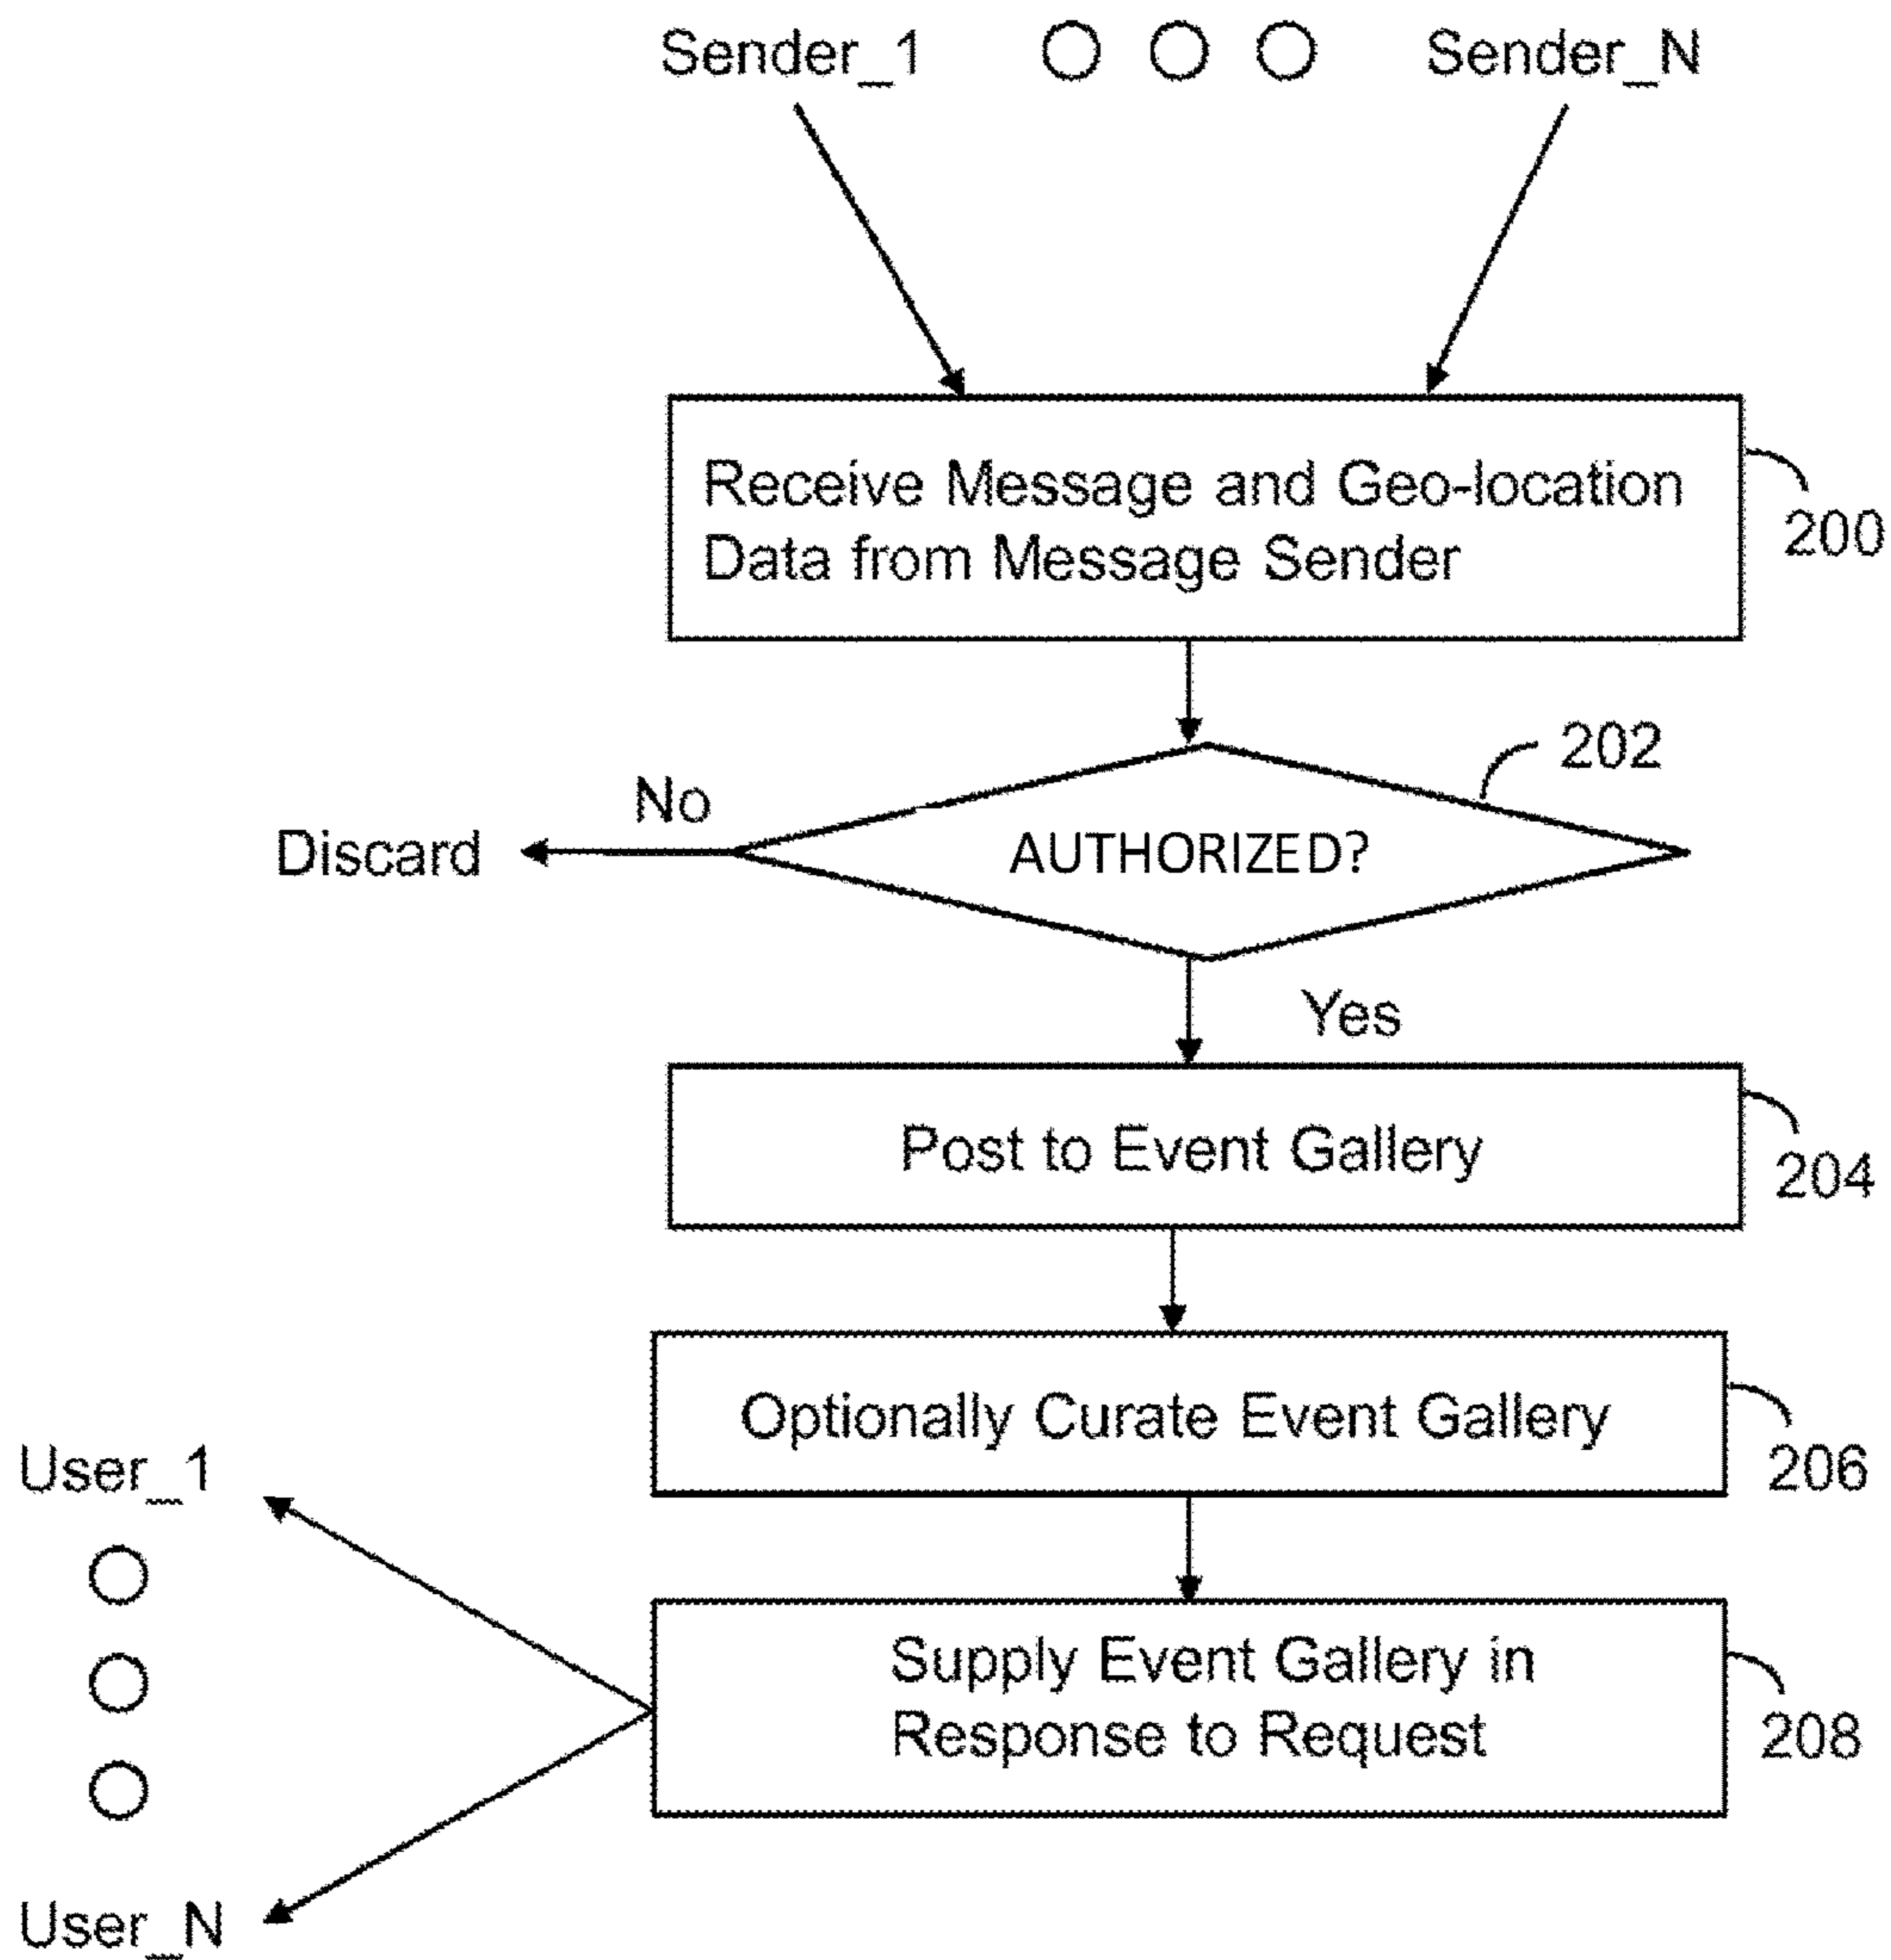 Sender_1
Sender_N
Receive Message and Geo-location
Data from Message Sender
200
202
No
Discard
AUTHORIZED?
Yes
Post to Event Gallery
204
Optionally Curate Event Gallery
206
User_1
Supply Event Gallery in
Response to Request
208
User_N